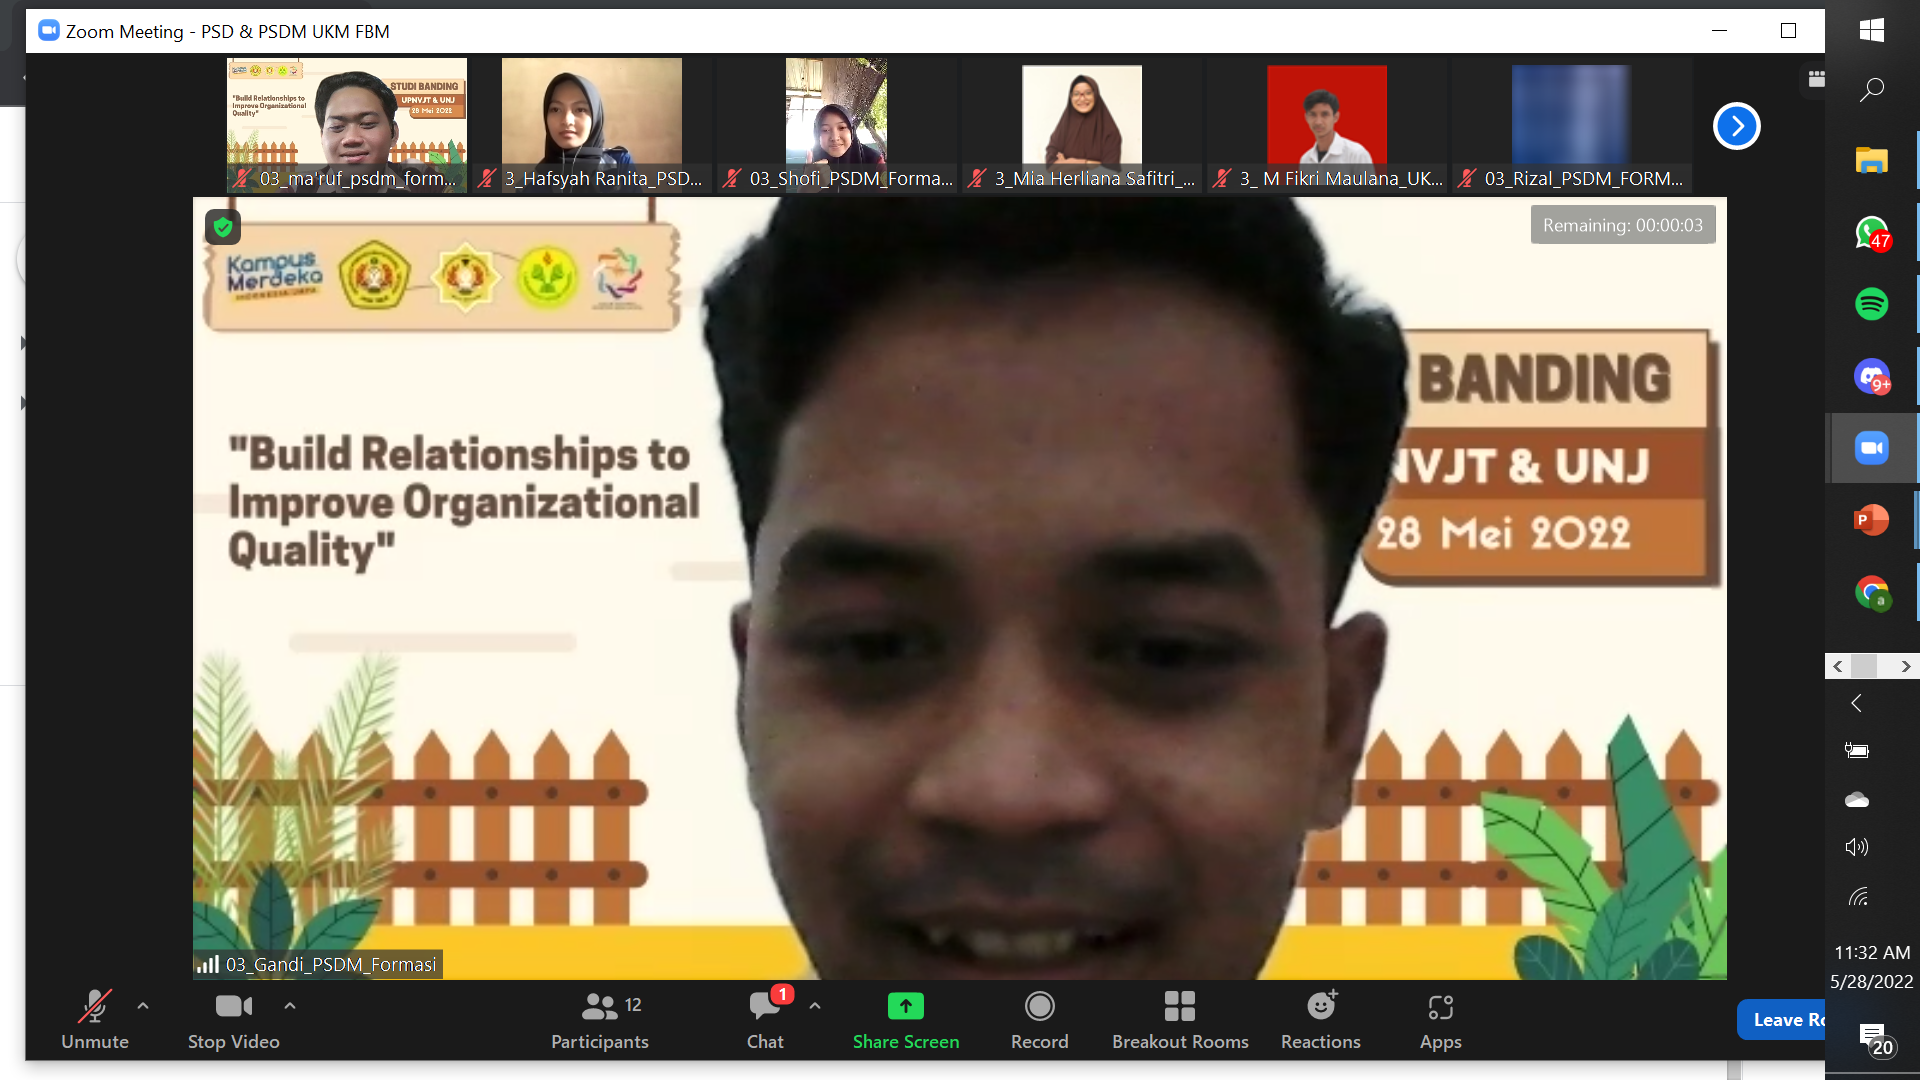 Zoom Meeting - PSD & PSDM UKM FBM
STUDI BANDING
"Build Relationships to
Improve Organizational
Quality"
UPNVJT & UNJ
28 Mei 2022
03_ma'ruf_psdm_form...
3_Hafsyah Ranita_PSD...
03_Shofi_PSDM_Forma...
3_Mia Herliana Safitri_...
3_ M Fikri Maulana_UK...
03_Rizal_PSDM_FORM...
Remaining: 00:00:03
Kampus
Merdeka
INDONESIA JAYA
BANDING
"Build Relationships to
Improve Organizational
Quality"
NVJT & UNJ
28 Mei 2022
03_Gandi_PSDM_Formasi
47
9+
P
a
11:32 AM
5/28/2022
20
12
1
Unmute
Stop Video
Participants
Chat
Share Screen
Record
Breakout Rooms
Reactions
Apps
Leave Ro